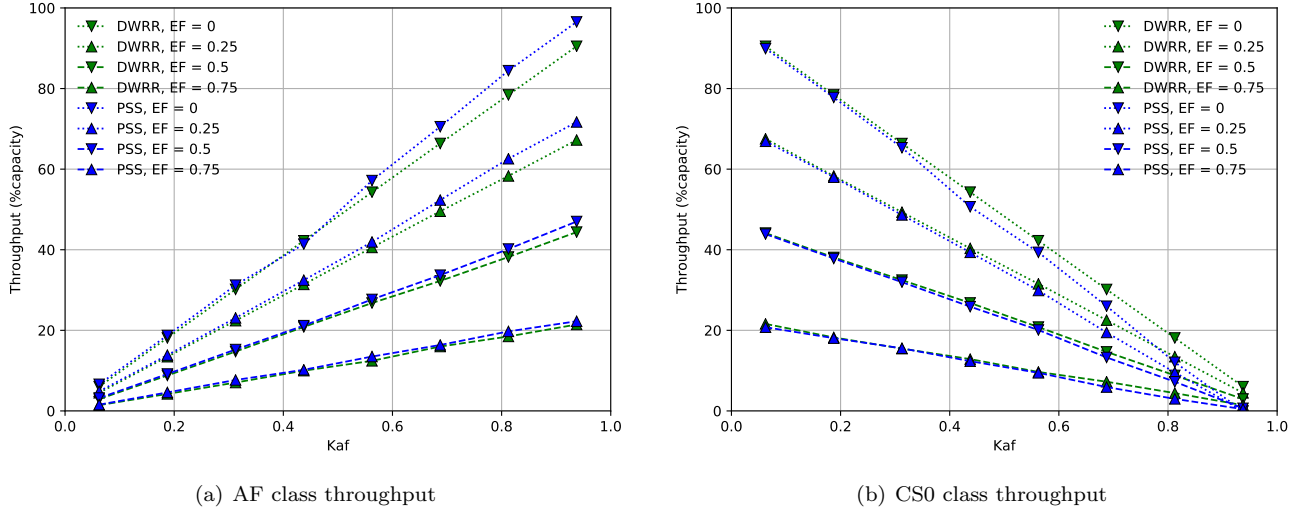 100
80
60
40
20
0
Throughput (%capacity)
DWRR, EF = 0
DWRR, EF = 0.25
DWRR, EF = 0.5
DWRR, EF = 0.75
PSS, EF = 0
PSS, EF = 0.25
PSS, EF = 0.5
PSS, EF = 0.75
0.0 0.2 0.4 0.6 0.8 1.0
Kaf
(a) AF class throughput
100
80
60
40
20
0
Throughput (%capacity)
DWRR, EF = 0
DWRR, EF = 0.25
DWRR, EF = 0.5
DWRR, EF = 0.75
PSS, EF = 0
PSS, EF = 0.25
PSS, EF = 0.5
PSS, EF = 0.75
0.0 0.2 0.4 0.6 0.8 1.0
Kaf
(b) CS0 class throughput